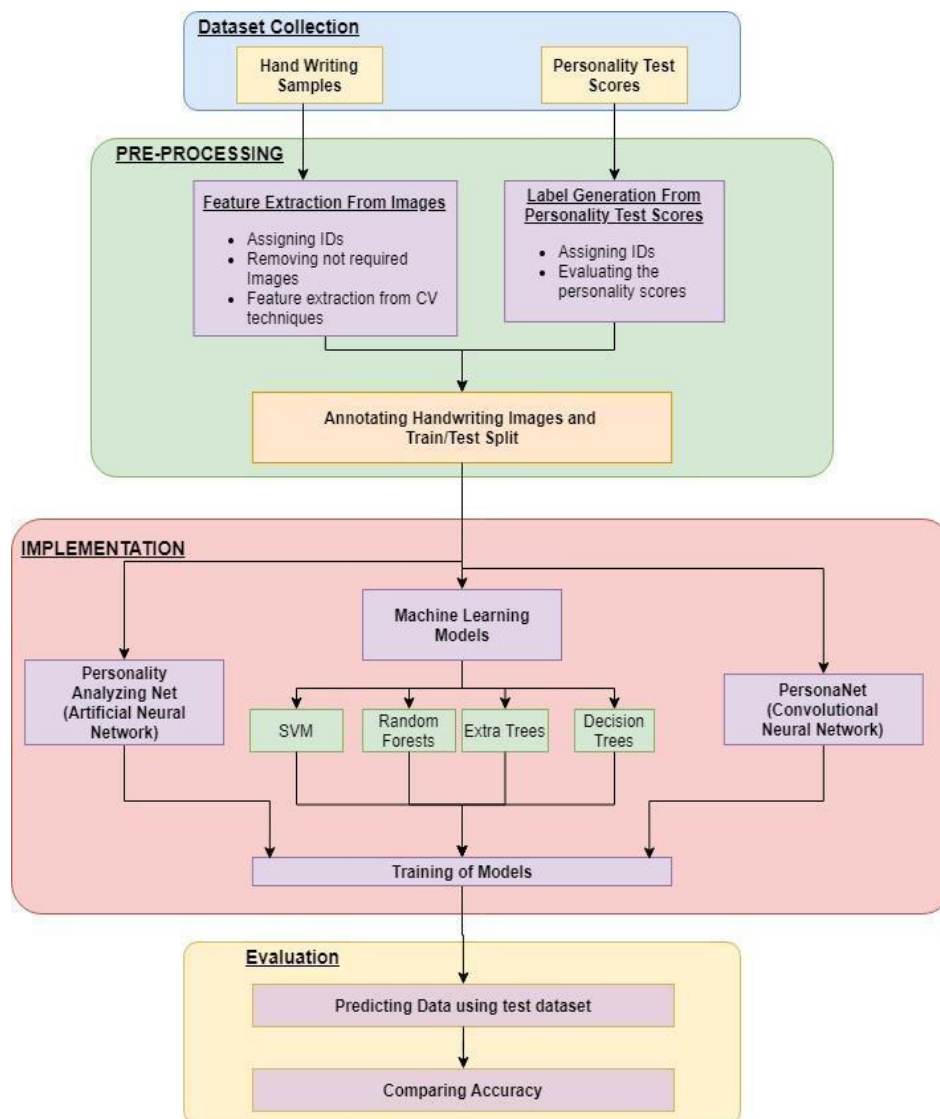 Dataset Collection
Hand Writing
Samples
Personality Test
Scores
PRE-PROCESSING
Feature Extraction From Images
• Assigning IDs
• Removing not required
Images
• Feature extraction from CV
techniques
Label Generation From
Personality Test Scores
• Assigning IDs
• Evaluating the
personality scores
Annotating Handwriting Images and
Train/Test Split
IMPLEMENTATION
Machine Learning
Models
Personality
Analyzing Net
(Artificial Neural
Network)
SVM
Random
Forests
Extra Trees
Decision
Trees
PersonaNet
(Convolutional
Neural Network)
Training of Models
Evaluation
Predicting Data using test dataset
Comparing Accuracy